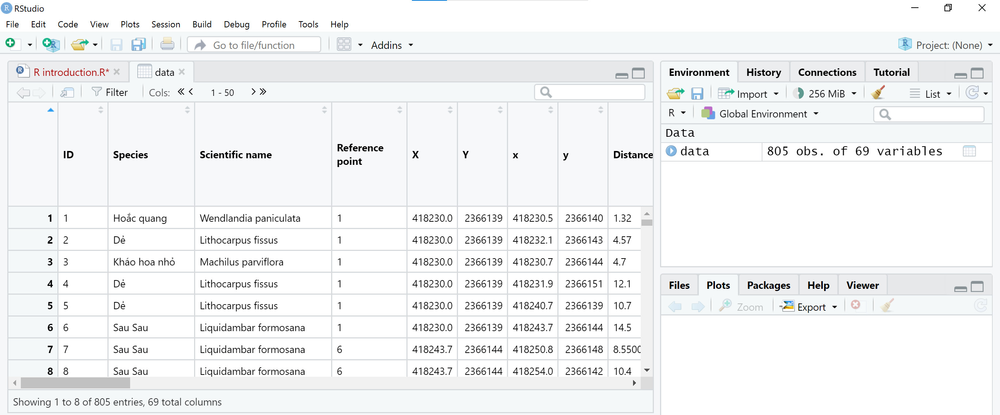 RStudio
File Edit Code View Plots Session Build Debug Profile Tools Help
Go to file/function Addins Project: (None)
R introduction.R* data
Filter Cols: 1 - 50
ID Species Scientific name Reference point X Y x y Distance
1 1 Hoắc quang Wendlandia paniculata 1 418230.0 2366139 418230.5 2366140 1.32
2 2 Dẻ Lithocarpus fissus 1 418230.0 2366139 418232.1 2366143 4.57
3 3 Kháo hoa nhỏ Machilus parviflora 1 418230.0 2366139 418230.7 2366144 4.7
4 4 Dẻ Lithocarpus fissus 1 418230.0 2366139 418231.9 2366151 12.1
5 5 Dẻ Lithocarpus fissus 1 418230.0 2366139 418240.7 2366139 10.7
6 6 Sau Sau Liquidambar formosana 1 418230.0 2366139 418243.7 2366144 14.5
7 7 Sau Sau Liquidambar formosana 6 418243.7 2366144 418250.8 2366148 8.5500
8 8 Sau Sau Liquidambar formosana 6 418243.7 2366144 418254.0 2366142 10.4
Showing 1 to 8 of 805 entries, 69 total columns
Environment History Connections Tutorial
Import 256 MiB List
R Global Environment
Data
data 805 obs. of 69 variables
Files Plots Packages Help Viewer
Zoom Export